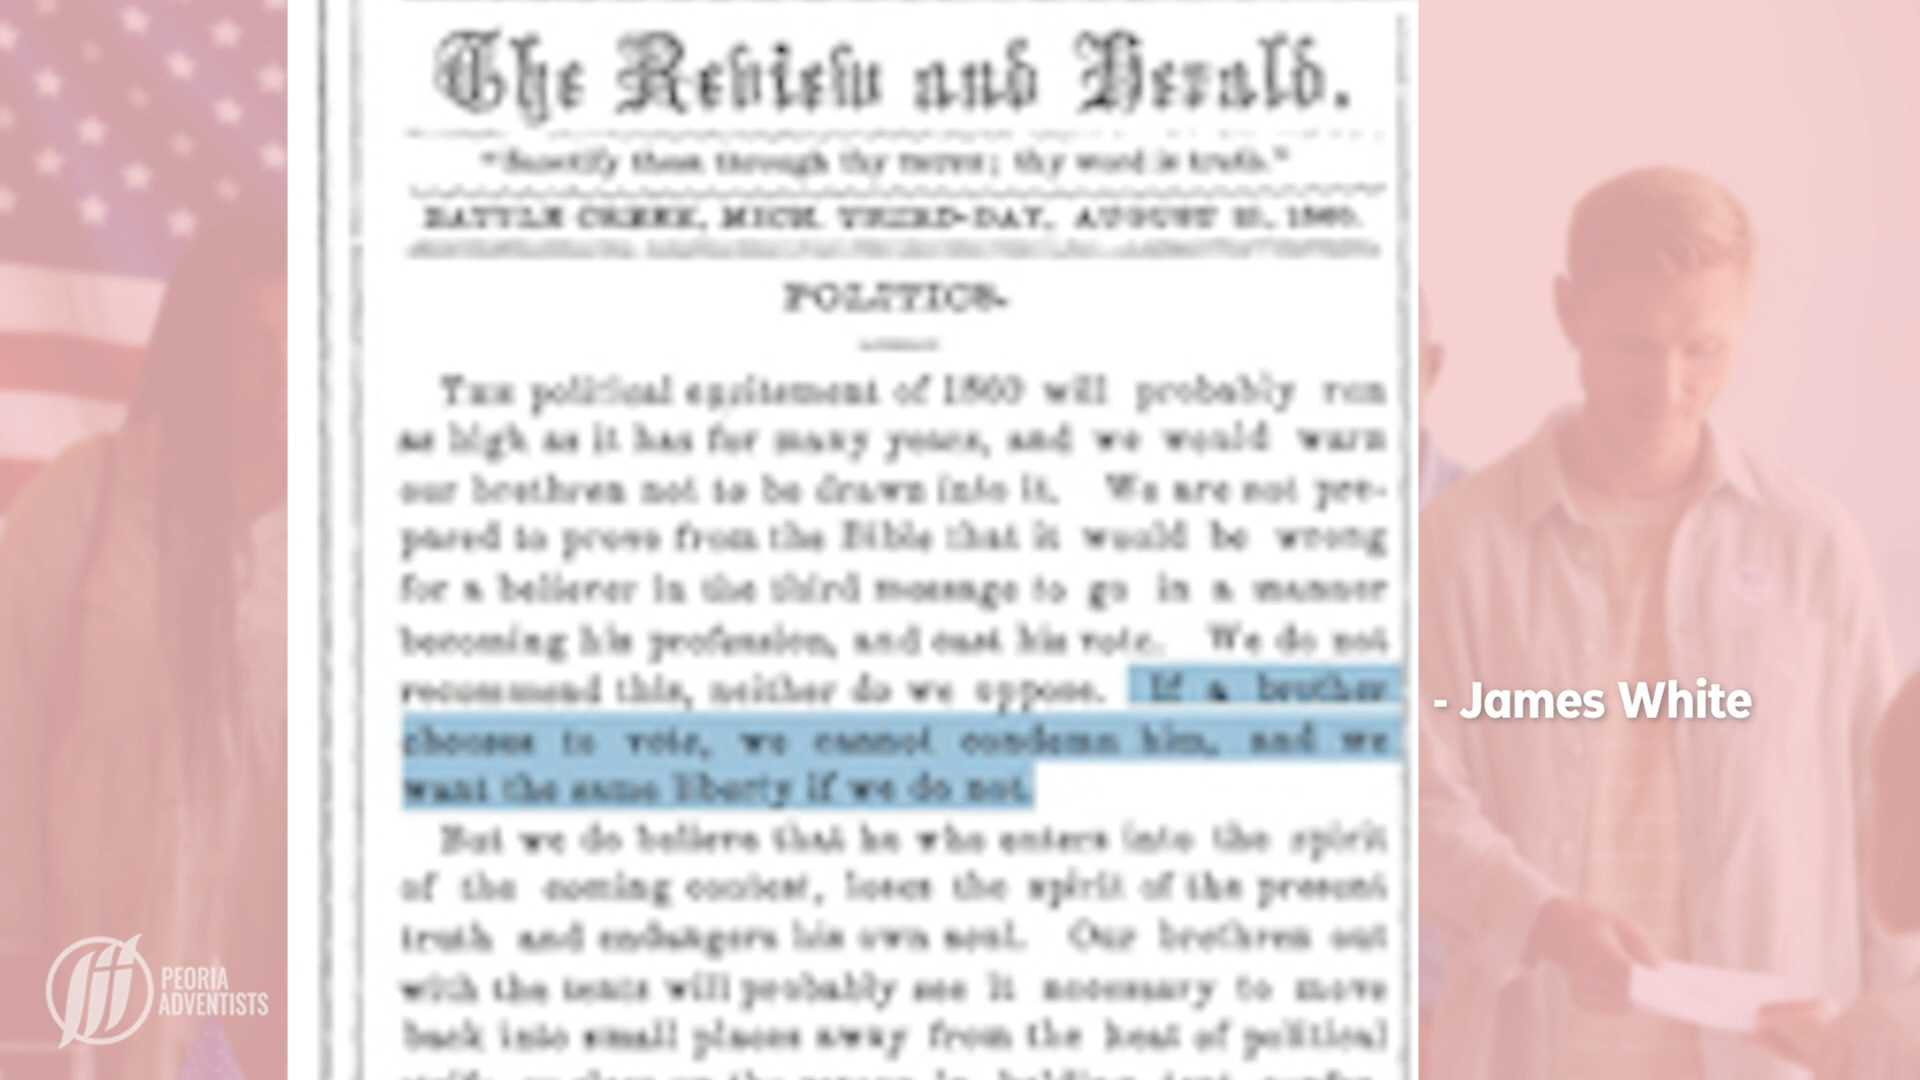 The Review and Herald.
"Sanctify them through thy TRUTH; thy word is truth."
BATTLE CREEK, MICH. THIRD-DAY, AUGUST 21, 1860.
POLITICS.
THE political excitement of 1860 will probably run
as high as it has for many years, and we would warn
our brethren not to be drawn into it. We are not pre-
pared to prove from the Bible that it would be wrong
for a believer in the third message to go in a manner
becoming his profession, and cast his vote. We do not
recommend this, neither do we oppose. If a brother
chooses to vote, we cannot condemn him, and we
want the same liberty if we do not.
But we do believe that he who enters into the spirit
of the coming contest, loses the spirit of the present
truth and endangers his own soul. Our brethren out
with the tents will probably see it necessary to move
back into small places away from the heat of political
- James White
PEORIA
ADVENTISTS